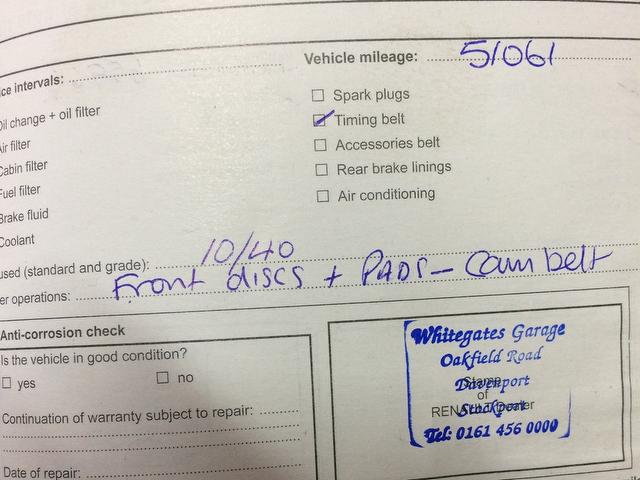 Vehicle mileage: 51061
ce intervals:
Oil change + oil filter
Air filter
Cabin filter
Fuel filter
Brake fluid
Coolant
Spark plugs
Timing belt
Accessories belt
Rear brake linings
Air conditioning
used (standard and grade): 10/40
er operations: Front discs + PADS - Cam belt
Anti-corrosion check
Is the vehicle in good condition?
yes no
Continuation of warranty subject to repair:
Date of repair:
Whitegates Garage
Oakfield Road
Davenport
Stamp
of
Stockport
RENAULT Dealer
Tel: 0161 456 0000